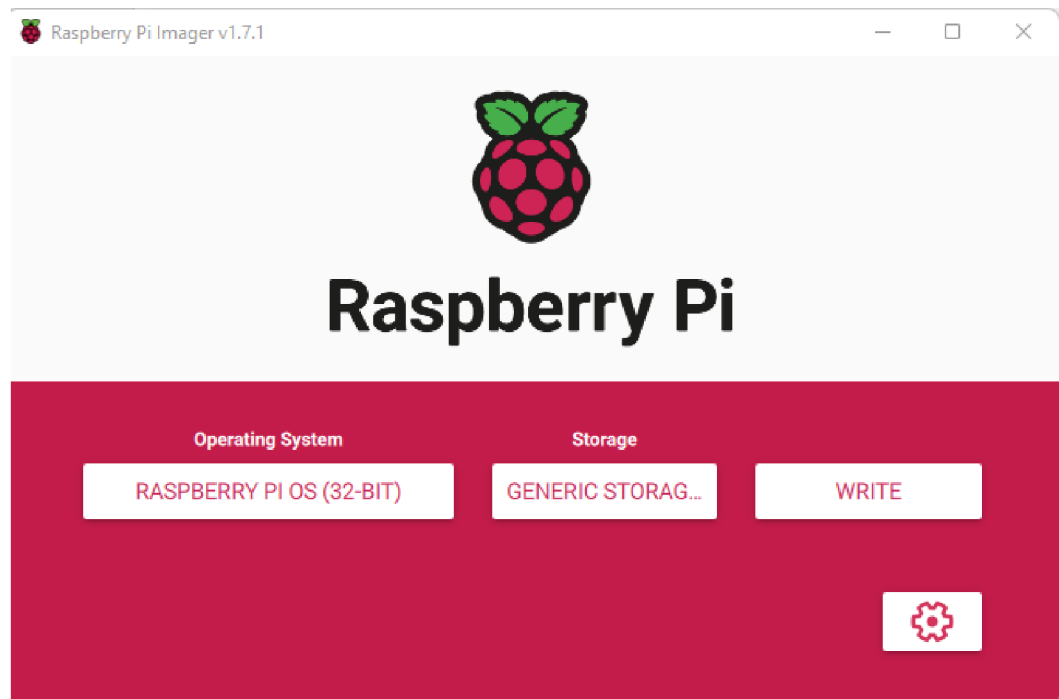 Raspberry Pi Imager v1.7.1
Raspberry Pi
Operating System
Storage
RASPBERRY PI OS (32-BIT)
GENERIC STORAG...
WRITE